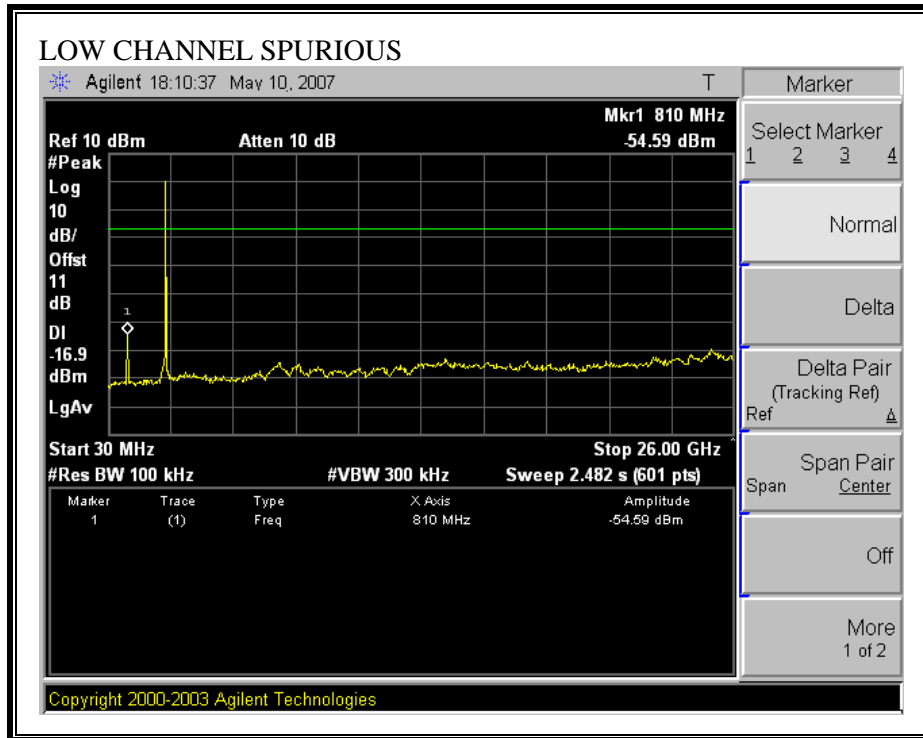 LOW CHANNEL SPURIOUS
Agilent 18:10:37 May 10, 2007 T
Mkr1 810 MHz
Ref 10 dBm Atten 10 dB -54.59 dBm
#Peak
Log
10
dB/
Offst
11
dB
DI
-16.9
dBm
LgAv
1
Start 30 MHz Stop 26.00 GHz
#Res BW 100 kHz #VBW 300 kHz Sweep 2.482 s (601 pts)
Marker Trace Type X Axis Amplitude
1 (1) Freq 810 MHz -54.59 dBm
Copyright 2000-2003 Agilent Technologies
Marker
Select Marker
1 2 3 4
Normal
Delta
Delta Pair
(Tracking Ref)
Ref Δ
Span Pair
Span Center
Off
More
1 of 2